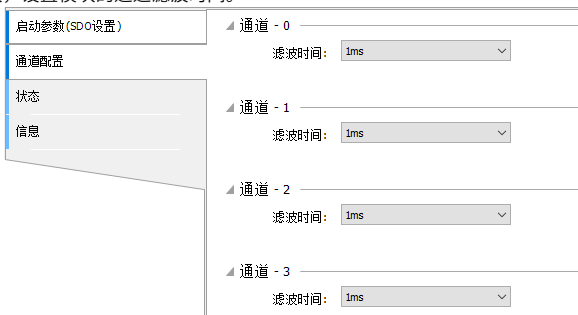 启动参数(SDO设置)
通道配置
状态
信息
通道 - 0
滤波时间： 1ms
通道 - 1
滤波时间： 1ms
通道 - 2
滤波时间： 1ms
通道 - 3
滤波时间： 1ms